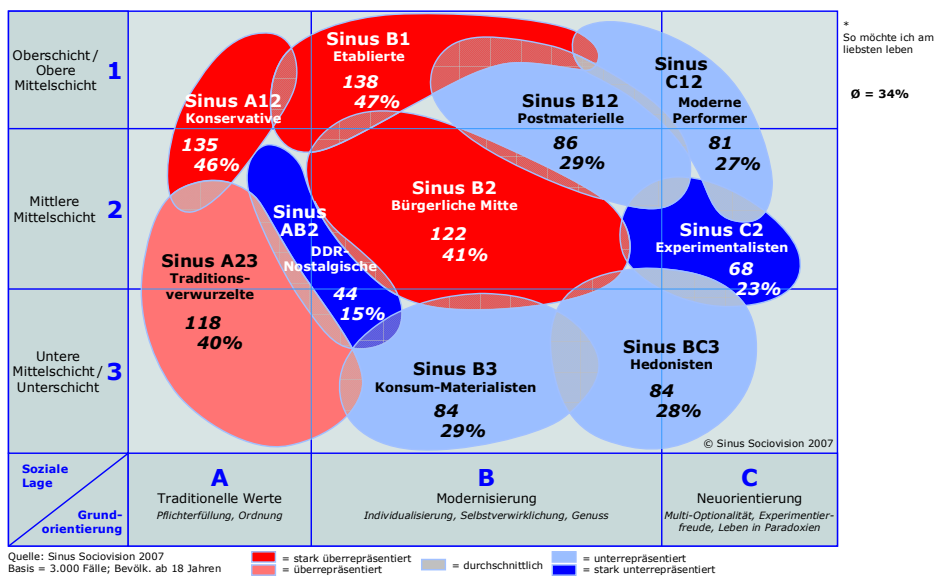 *
So möchte ich am
liebsten leben
Ø = 34%
Oberschicht /
Obere
Mittelschicht
1
Mittlere
Mittelschicht
2
Untere
Mittelschicht /
Unterschicht
3
Sinus B1
Etablierte
138
47%
Sinus
C12
Moderne
Performer
81
27%
Sinus A12
Konservative
135
46%
Sinus B12
Postmaterielle
86
29%
Sinus B2
Bürgerliche Mitte
122
41%
Sinus
AB2
DDR-
Nostalgische
44
15%
Sinus C2
Experimentalisten
68
23%
Sinus A23
Traditions-
verwurzelte
118
40%
Sinus B3
Konsum-Materialisten
84
29%
Sinus BC3
Hedonisten
84
28%
© Sinus Sociovision 2007
Soziale
Lage
Grund-
orientierung
A
Traditionelle Werte
Pflichterfüllung, Ordnung
B
Modernisierung
Individualisierung, Selbstverwirklichung, Genuss
C
Neuorientierung
Multi-Optionalität, Experimentier-
freude, Leben in Paradoxien
Quelle: Sinus Sociovision 2007
Basis = 3.000 Fälle; Bevölk. ab 18 Jahren
= stark überrepräsentiert
= überrepräsentiert
= durchschnittlich
= unterrepräsentiert
= stark unterrepräsentiert